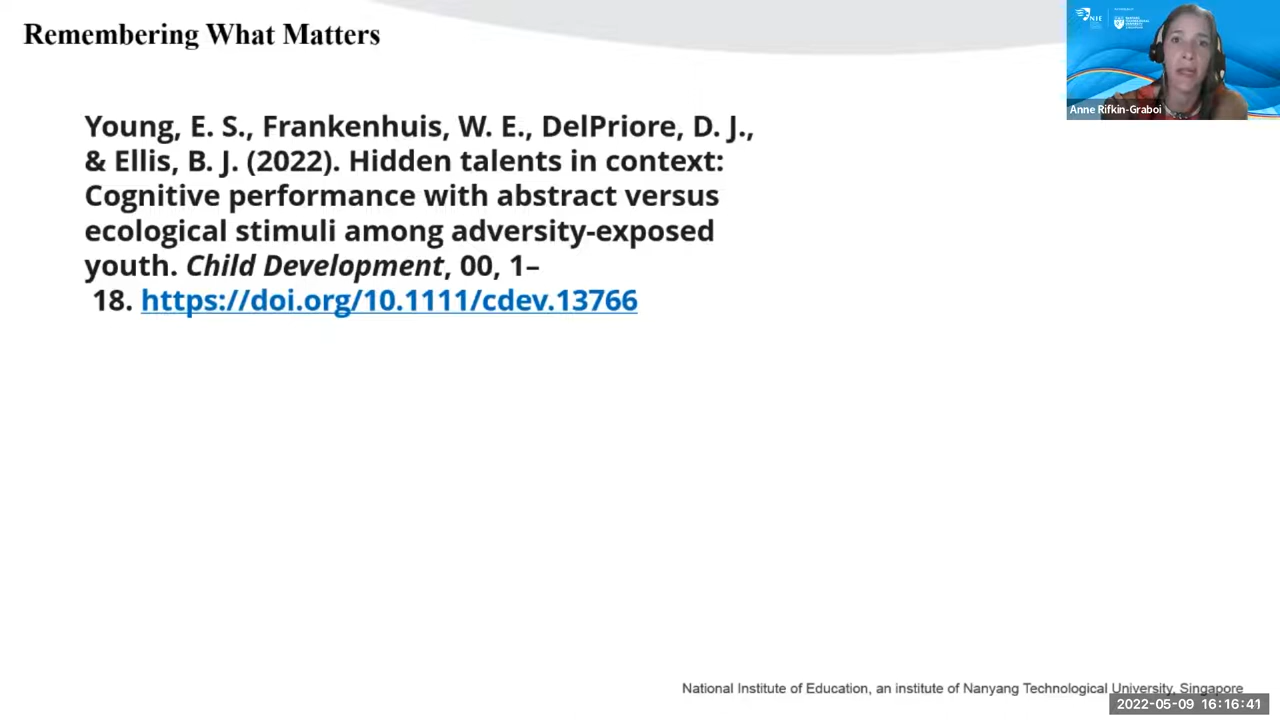 Remembering What Matters
NIE
Anne Rifkin-Graboi
Young, E. S., Frankenhuis, W. E., DelPriore, D. J.,
& Ellis, B. J. (2022). Hidden talents in context:
Cognitive performance with abstract versus
ecological stimuli among adversity-exposed
youth. Child Development, 00, 1–
18. https://doi.org/10.1111/cdev.13766
National Institute of Education, an institute of Nanyang Technological University, Singapore
2022-05-09 16:16:41